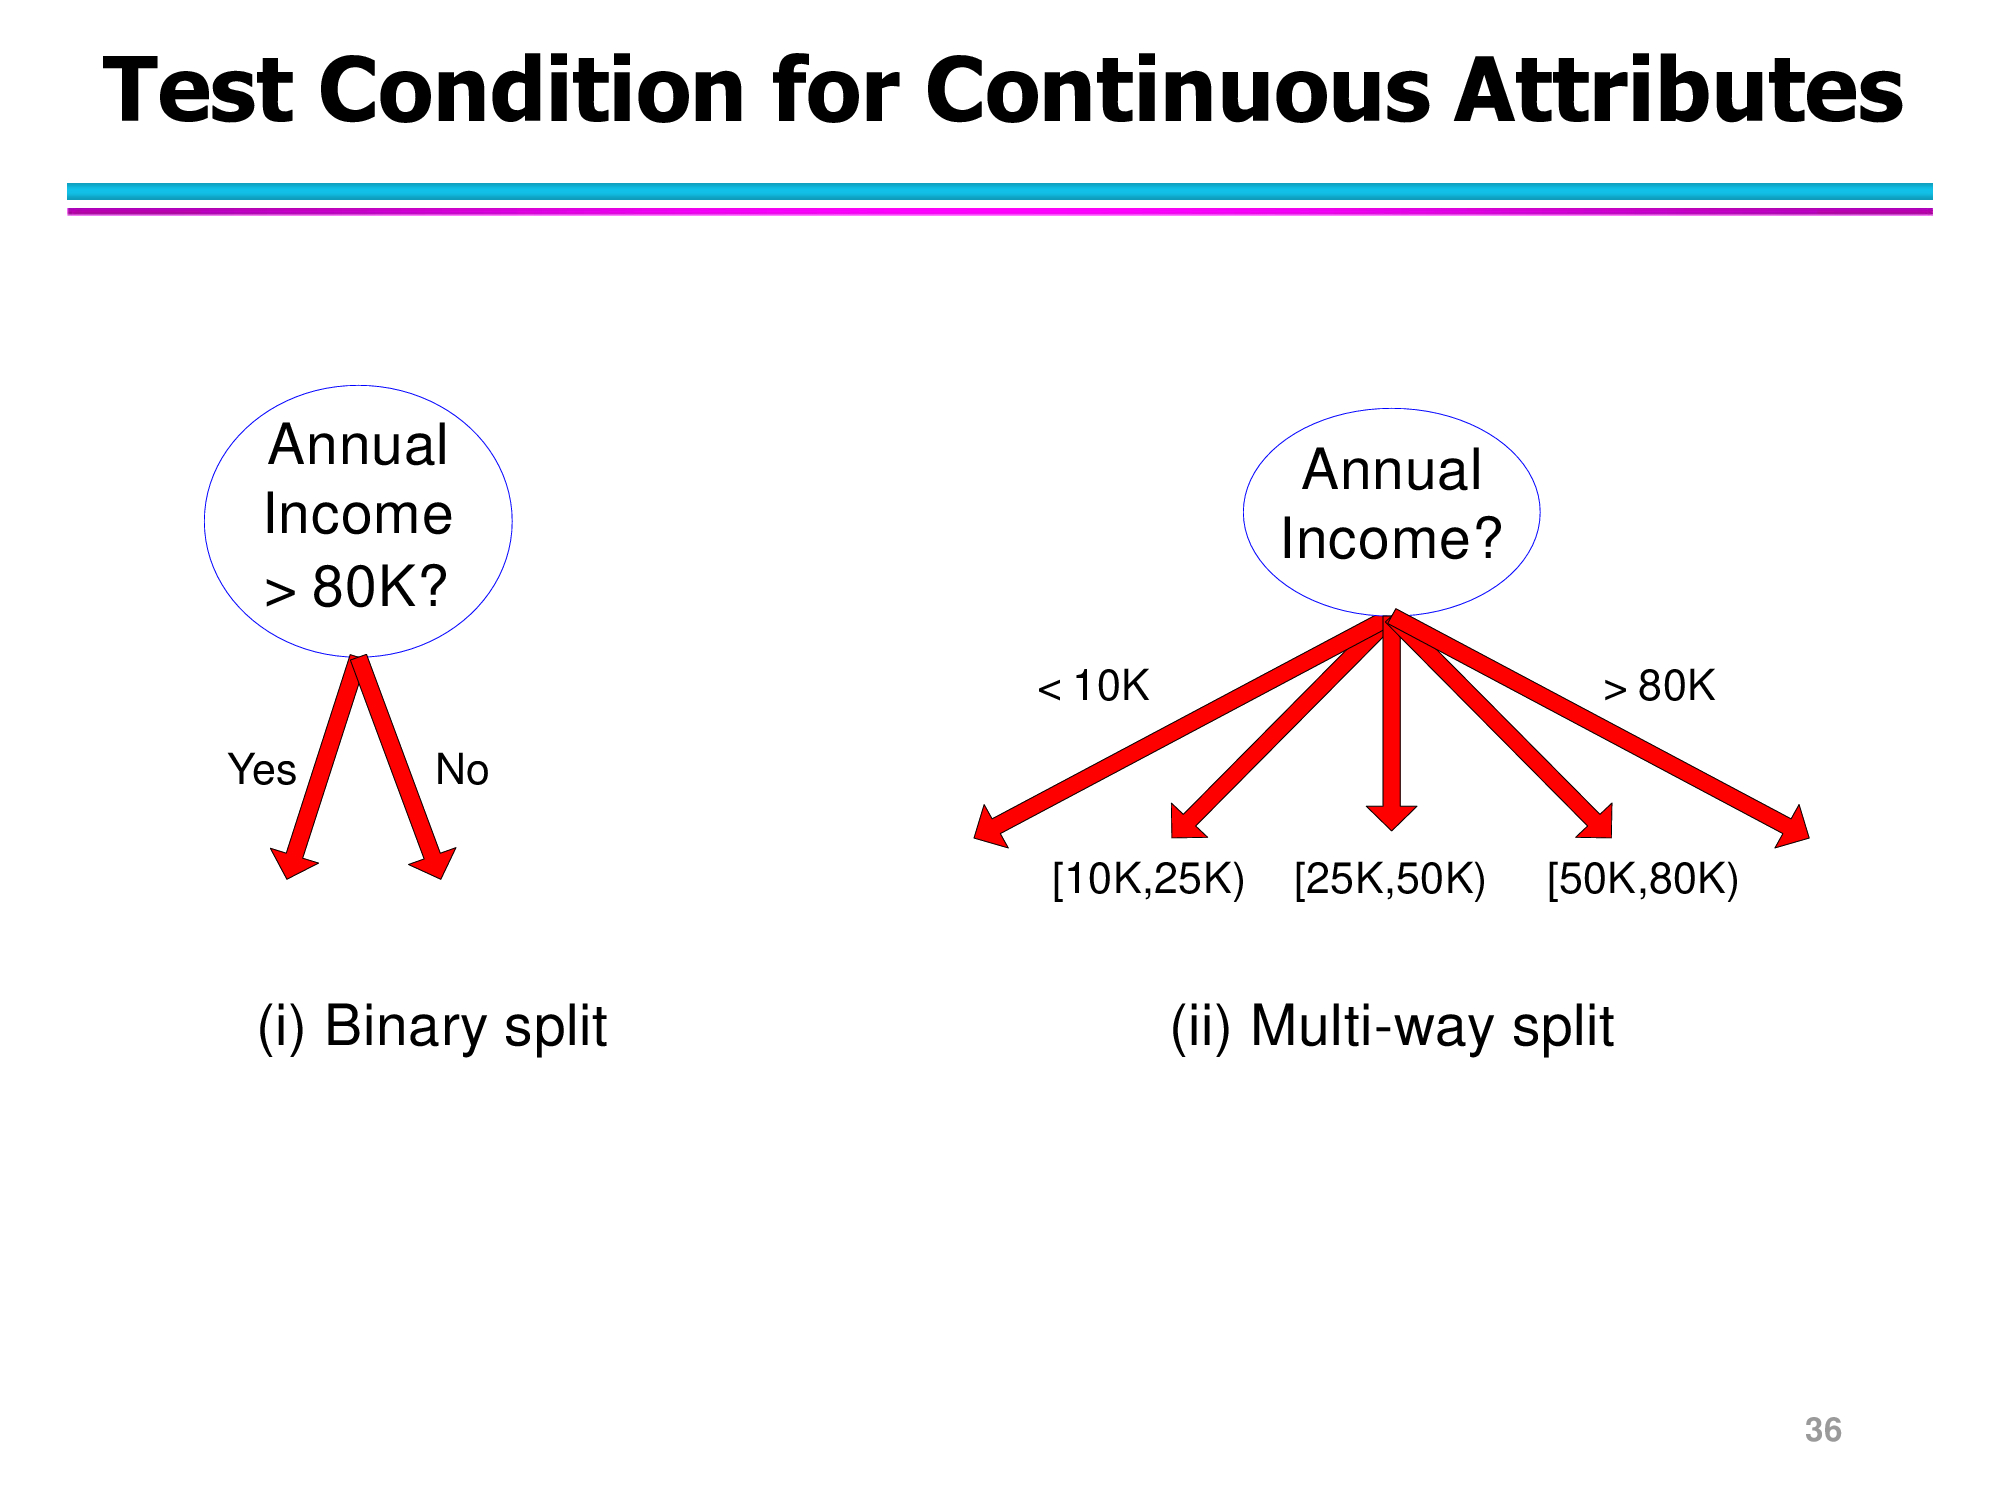 Test Condition for Continuous Attributes
Annual
Income
> 80K?
Yes
No
(i) Binary split
Annual
Income?
< 10K
> 80K
[10K,25K)
[25K,50K)
[50K,80K)
(ii) Multi-way split
36